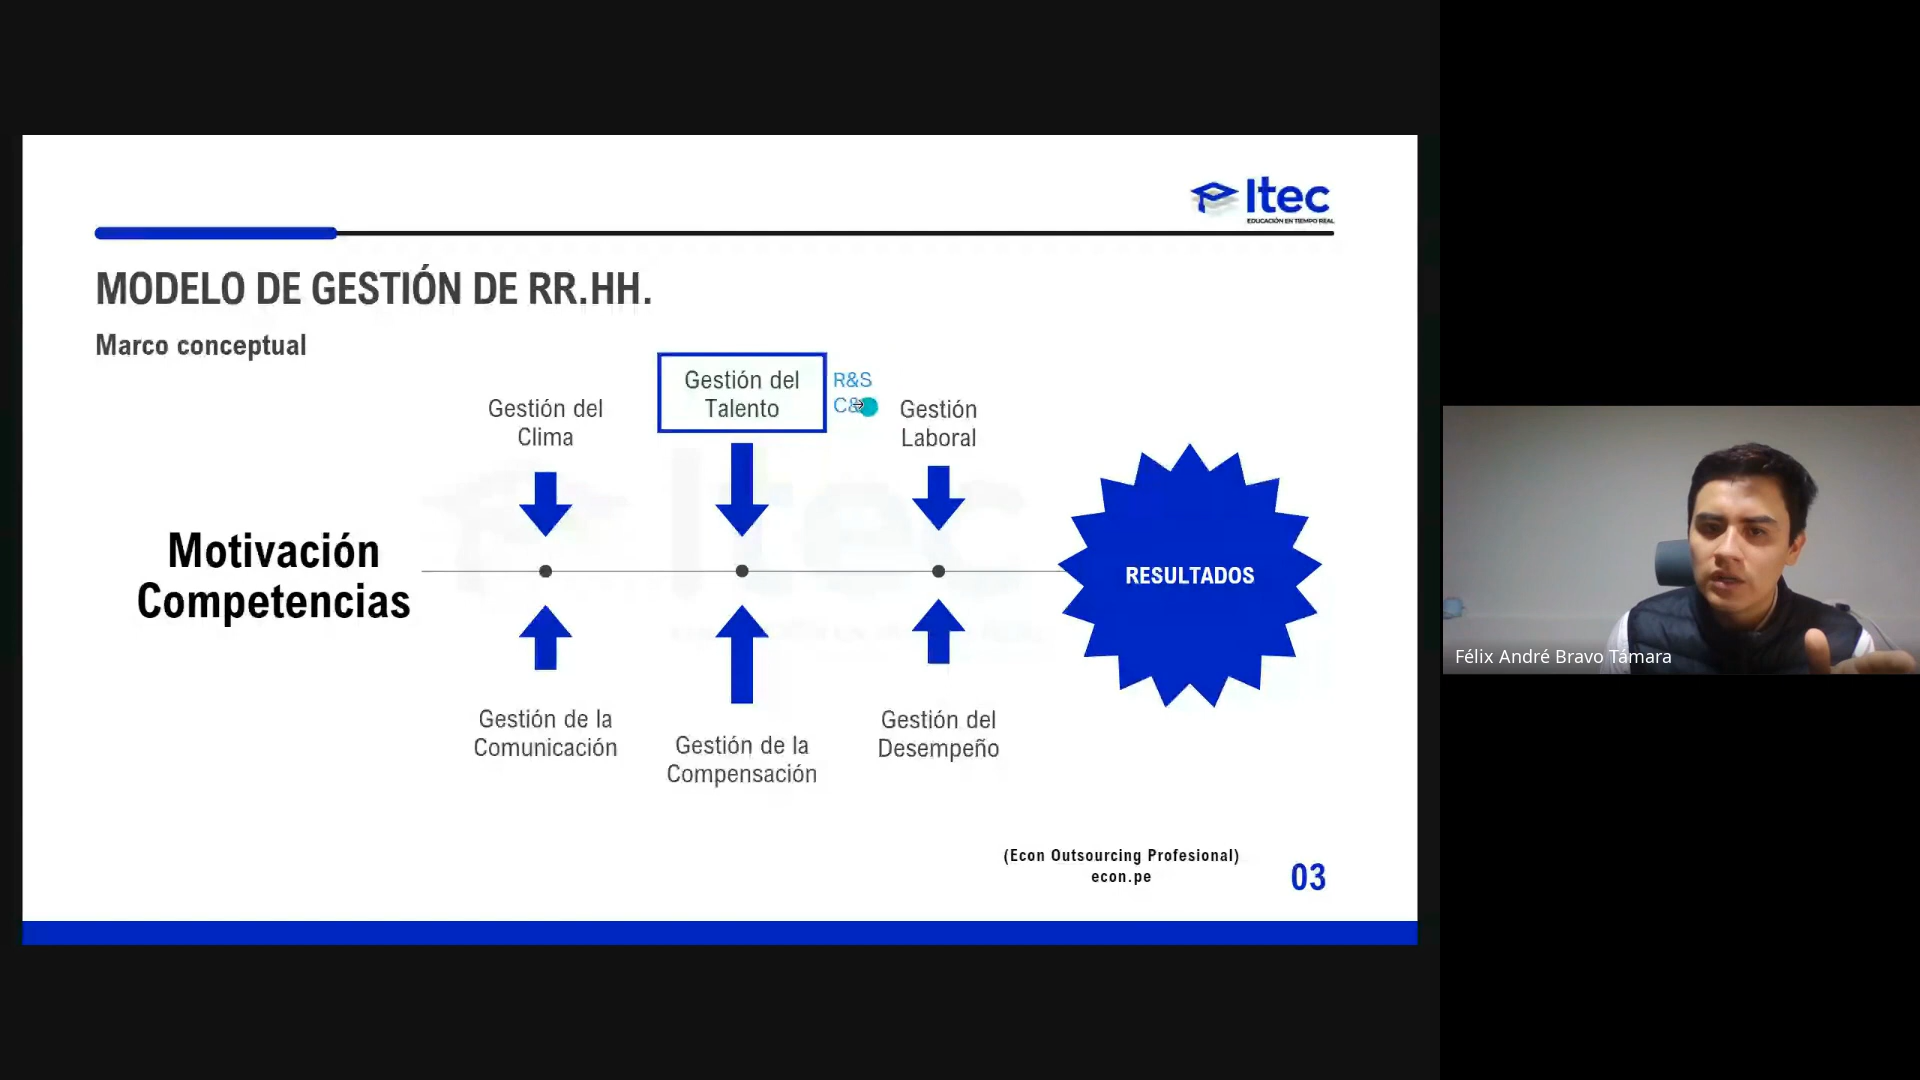 Itec
EDUCACIÓN EN TIEMPO REAL
MODELO DE GESTIÓN DE RR.HH.
Marco conceptual
Gestión del
Talento
R&S
Gestión del
Clima
Gestión
Laboral
Motivación
Competencias
RESULTADOS
Gestión de la
Comunicación
Gestión de la
Compensación
Gestión del
Desempeño
(Econ Outsourcing Profesional)
econ.pe
03
Félix André Bravo Támara